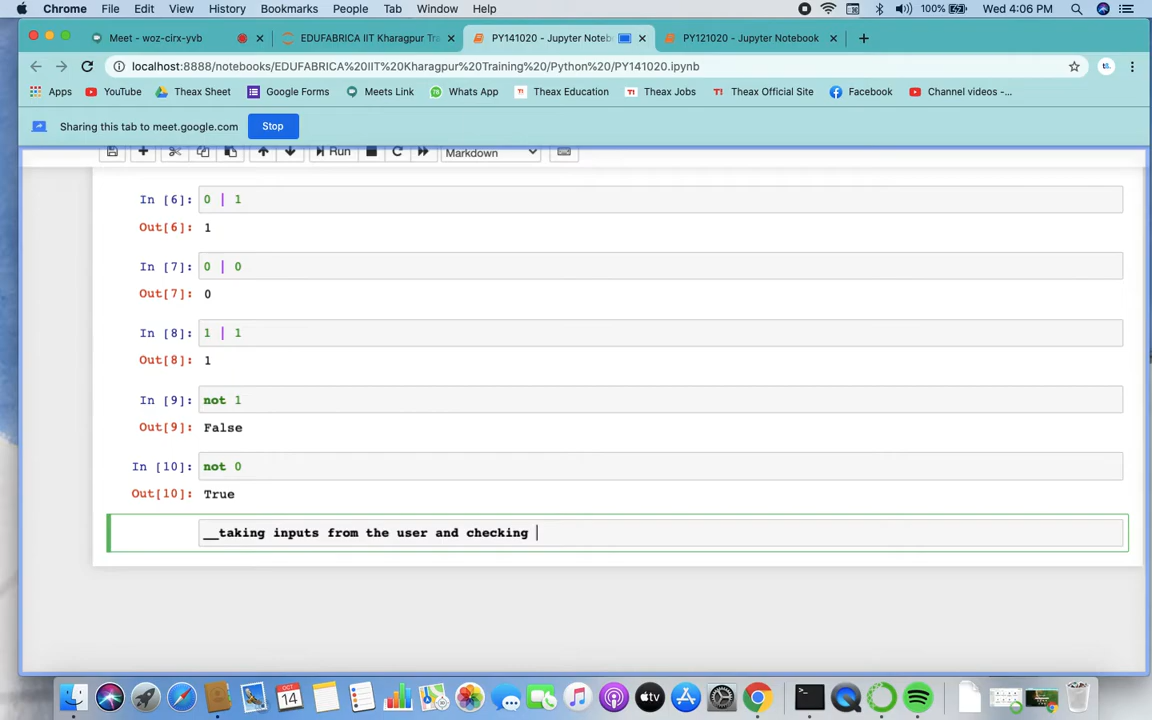 Chrome File Edit View History Bookmarks People Tab Window Help 100% Wed 4:06 PM
Meet - woz-cirx-yvb EDUFABRICA IIT Kharagpur Tra PY141020 - Jupyter Noteb PY121020 - Jupyter Notebook
localhost:8888/notebooks/EDUFABRICA%20IIT%20Kharagpur%20Training%20/Python%20/PY141020.ipynb
Apps YouTube Theax Sheet Google Forms Meets Link Whats App Theax Education Theax Jobs Theax Official Site Facebook Channel videos -...
Sharing this tab to meet.google.com Stop
Run Markdown
In [6]: 0 | 1
Out[6]: 1
In [7]: 0 | 0
Out[7]: 0
In [8]: 1 | 1
Out[8]: 1
In [9]: not 1
Out[9]: False
In [10]: not 0
Out[10]: True
__taking inputs from the user and checking
OCT
14
tv